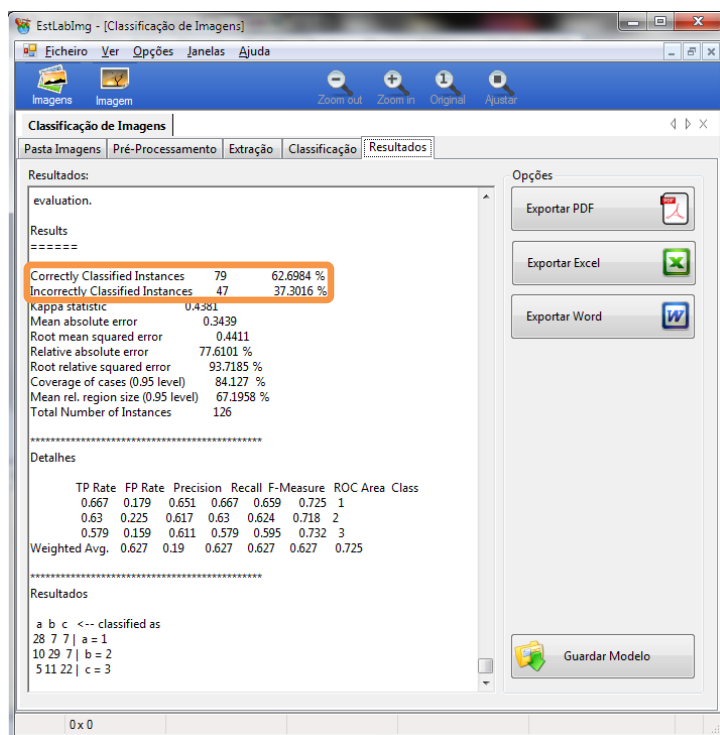 EstLabImg - [Classificação de Imagens]
Ficheiro Ver Opções Janelas Ajuda
Imagens Imagem Zoom out Zoom in Original Ajustar
Classificação de Imagens
Pasta Imagens Pré-Processamento Extração Classificação Resultados
Resultados:
evaluation.
Results
======
Correctly Classified Instances 79 62.6984 %
Incorrectly Classified Instances 47 37.3016 %
Kappa statistic 0.4381
Mean absolute error 0.3439
Root mean squared error 0.4411
Relative absolute error 77.6101 %
Root relative squared error 93.7185 %
Coverage of cases (0.95 level) 84.127 %
Mean rel. region size (0.95 level) 67.1958 %
Total Number of Instances 126
***********************************************
Detalhes
TP Rate FP Rate Precision Recall F-Measure ROC Area Class
0.667 0.179 0.651 0.667 0.659 0.725 1
0.63 0.225 0.617 0.63 0.624 0.718 2
0.579 0.159 0.611 0.579 0.595 0.732 3
Weighted Avg. 0.627 0.19 0.627 0.627 0.627 0.725
***********************************************
Resultados
a b c <-- classified as
28 7 7 | a = 1
10 29 7 | b = 2
5 11 22 | c = 3
Opções
Exportar PDF
Exportar Excel
Exportar Word
Guardar Modelo
0 x 0